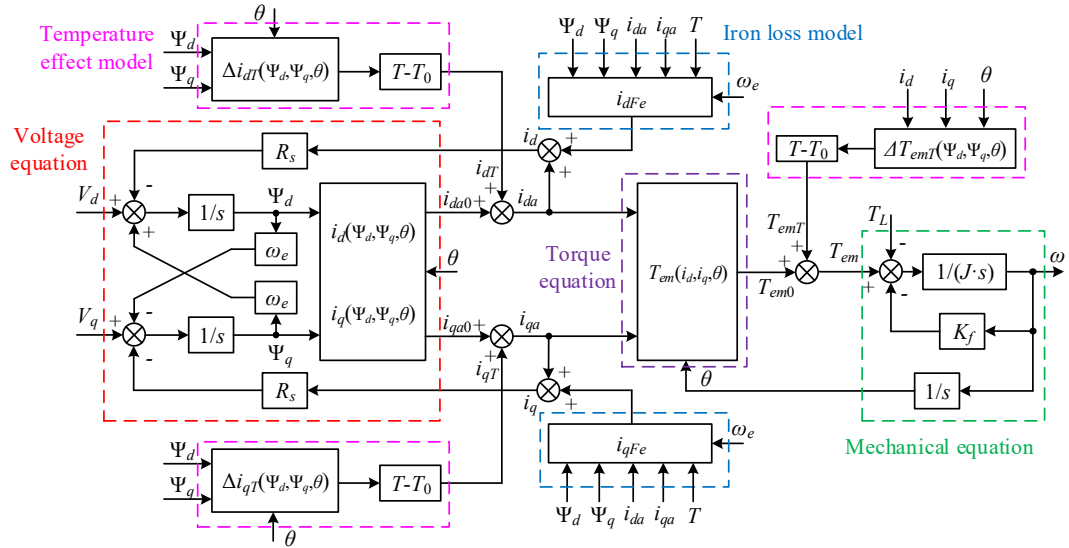 θ
Temperature
effect model
Ψd
Ψq
ΔidT(Ψd,Ψq,θ)
T-T0
Ψd Ψq ida iqa T
Iron loss model
idFe
ωe
id iq θ
T-T0
ΔTemT(Ψd,Ψq,θ)
Voltage
equation
Rs
id
+
+
idT
+
ida0+
ida
Vd
+
-
+
1/s
Ψd
ωe
id(Ψd,Ψq,θ)
θ
iq(Ψd,Ψq,θ)
ωe
Vq
+
-
-
1/s
Ψq
iqa0+
iqa
+
iqT
Rs
iq
+
+
Torque
equation
Tem(id,iq,θ)
TemT
+
+
Tem0
Tem
TL
-
+
-
1/(J·s)
ω
Kf
θ
1/s
Mechanical equation
Ψd
Ψq
ΔiqT(Ψd,Ψq,θ)
T-T0
θ
iqFe
ωe
Ψd Ψq ida iqa T